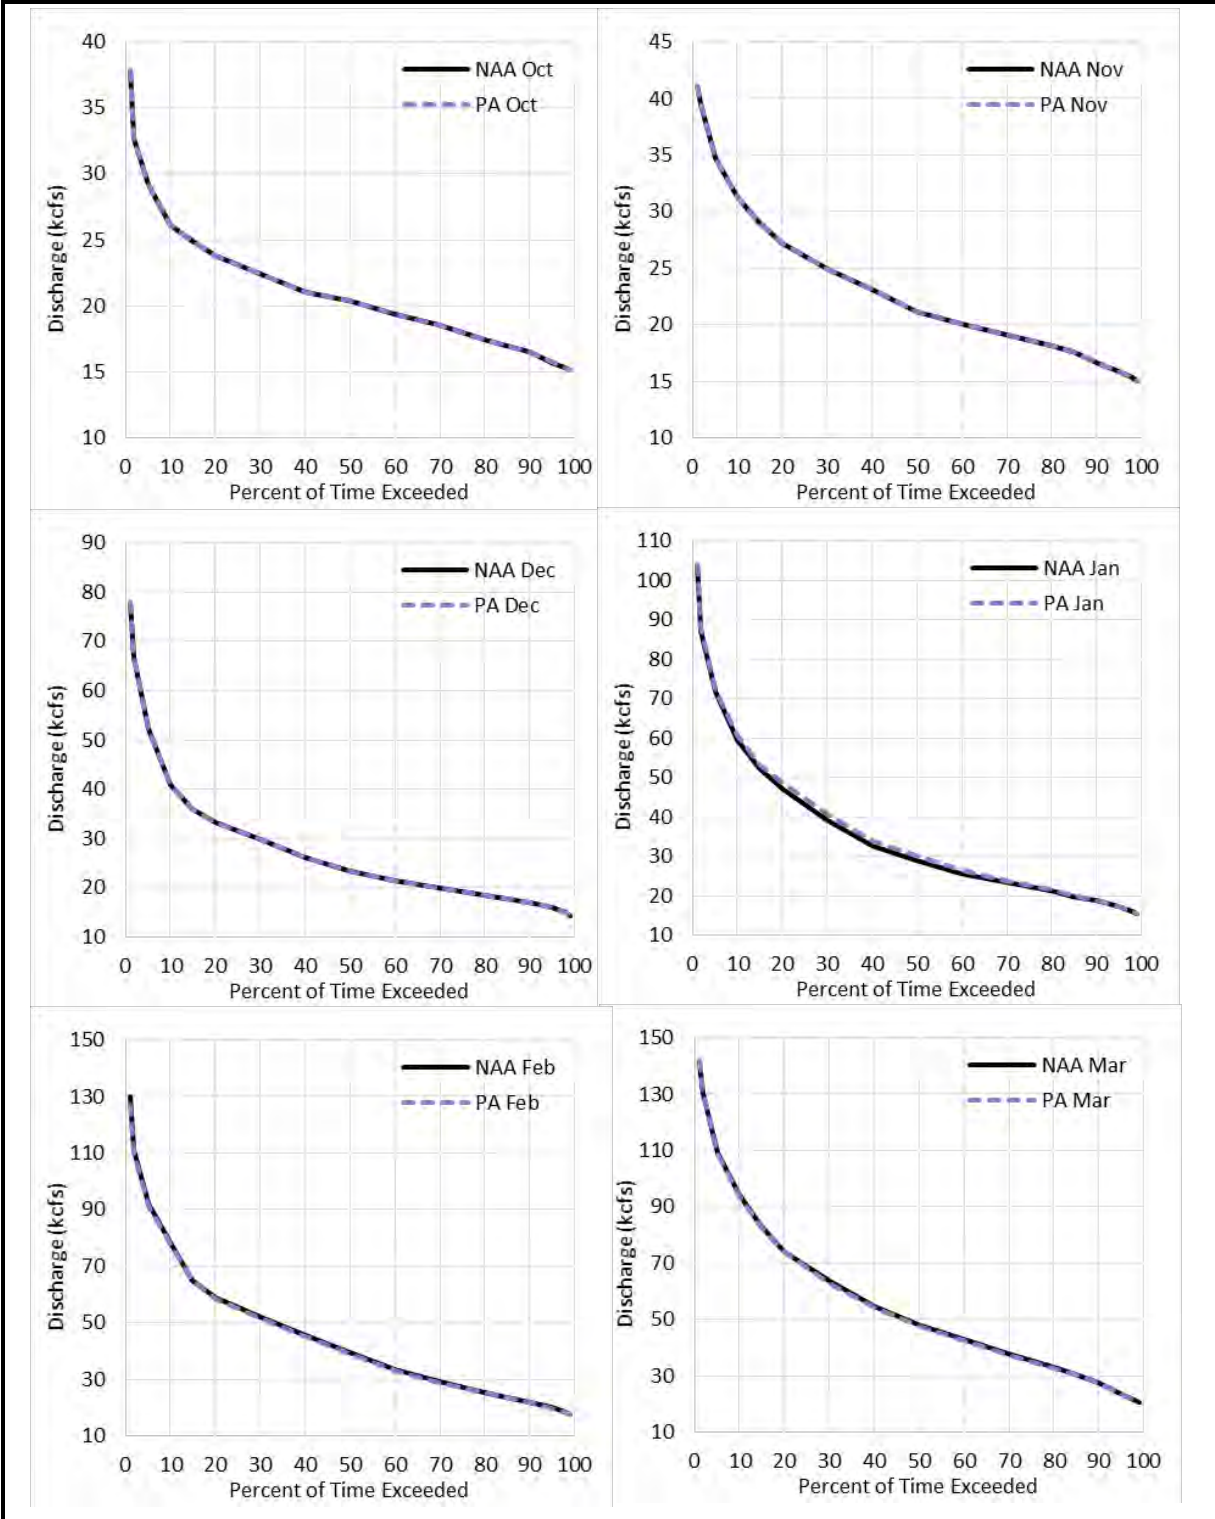 40
35
30
25
20
15
10
Discharge (kcfs)
NAA Oct
PA Oct
0 10 20 30 40 50 60 70 80 90 100
Percent of Time Exceeded
45
40
35
30
25
20
15
10
Discharge (kcfs)
NAA Nov
PA Nov
0 10 20 30 40 50 60 70 80 90 100
Percent of Time Exceeded
90
80
70
60
50
40
30
20
10
Discharge (kcfs)
NAA Dec
PA Dec
0 10 20 30 40 50 60 70 80 90 100
Percent of Time Exceeded
110
100
90
80
70
60
50
40
30
20
10
Discharge (kcfs)
NAA Jan
PA Jan
0 10 20 30 40 50 60 70 80 90 100
Percent of Time Exceeded
150
130
110
90
70
50
30
10
Discharge (kcfs)
NAA Feb
PA Feb
0 10 20 30 40 50 60 70 80 90 100
Percent of Time Exceeded
150
130
110
90
70
50
30
10
Discharge (kcfs)
NAA Mar
PA Mar
0 10 20 30 40 50 60 70 80 90 100
Percent of Time Exceeded